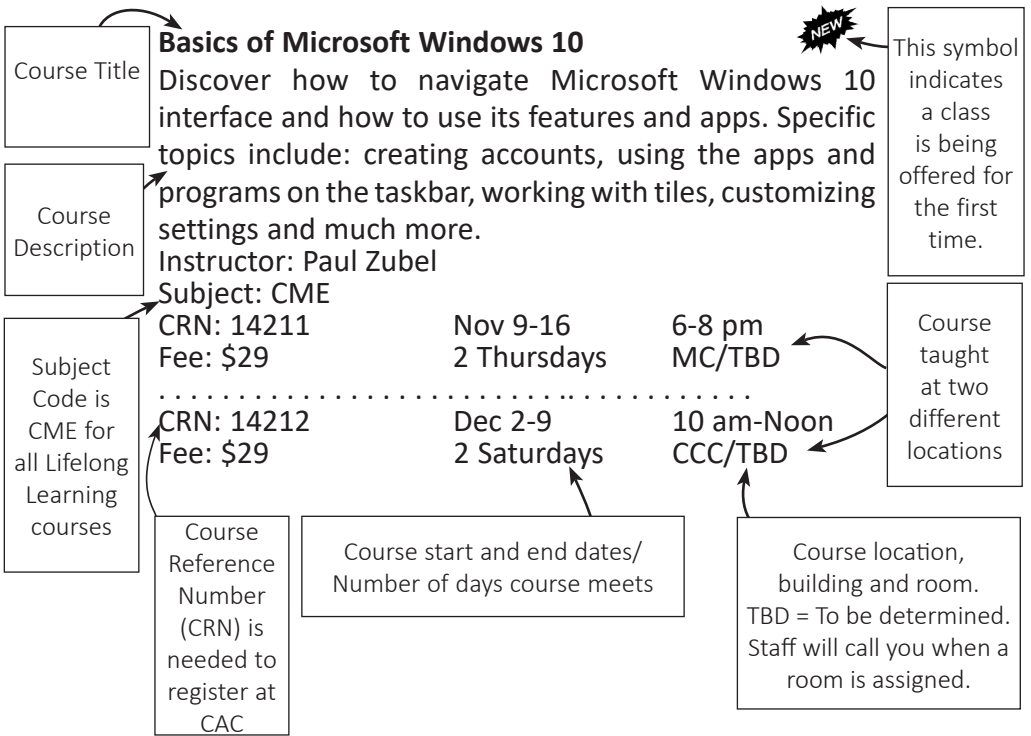 Course Title
Basics of Microsoft Windows 10
NEW
Discover how to navigate Microsoft Windows 10
interface and how to use its features and apps. Specific
topics include: creating accounts, using the apps and
programs on the taskbar, working with tiles, customizing
settings and much more.
Instructor: Paul Zubel
Subject: CME
CRN: 14211 Nov 9-16 6-8 pm
Fee: $29 2 Thursdays MC/TBD
. . . . . . . . . . . . . . . . . . . . . . . . . . .. . . . . . . . . . . . .
CRN: 14212 Dec 2-9 10 am-Noon
Fee: $29 2 Saturdays CCC/TBD
Course
Description
Subject
Code is
CME for
all Lifelong
Learning
courses
Course
Reference
Number
(CRN) is
needed to
register at
CAC
Course start and end dates/
Number of days course meets
This symbol
indicates
a class
is being
offered for
the first
time.
Course
taught
at two
different
locations
Course location,
building and room.
TBD = To be determined.
Staff will call you when a
room is assigned.